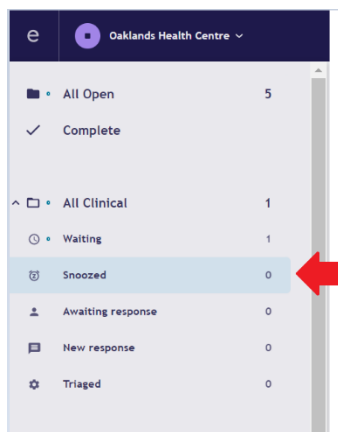 e Oaklands Health Centre
All Open 5
Complete
All Clinical 1
Waiting 1
Snoozed 0
Awaiting response 0
New response 0
Triaged 0